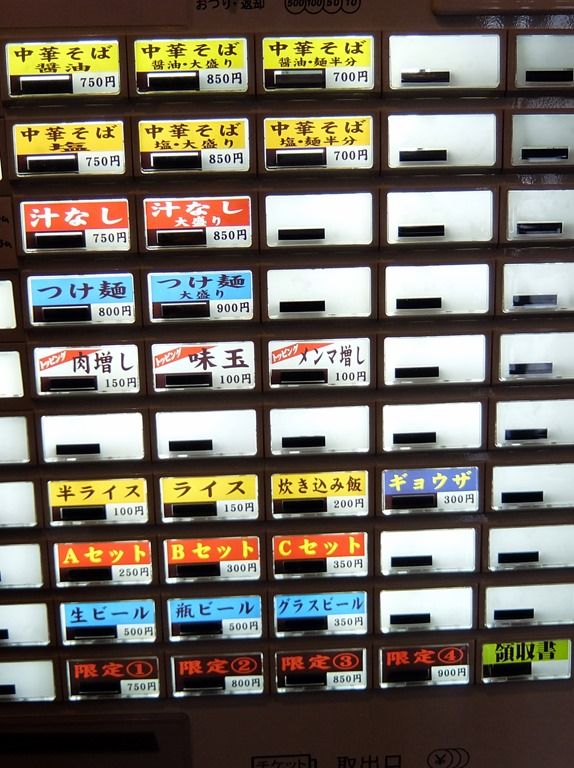 おつり・返却 500 100 50 10
中華そば
醤油
750円
中華そば
醤油・大盛り
850円
中華そば
醤油・麺半分
700円
中華そば
塩
750円
中華そば
塩・大盛り
850円
中華そば
塩・麺半分
700円
汁なし
750円
汁なし
大盛り
850円
つけ麺
800円
つけ麺
大盛り
900円
トッピング 肉増し
150円
トッピング 味玉
100円
トッピング メンマ増し
100円
半ライス
100円
ライス
150円
炊き込み飯
200円
ギョウザ
300円
Aセット
250円
Bセット
300円
Cセット
350円
生ビール
500円
瓶ビール
500円
グラスビール
350円
限定①
750円
限定②
800円
限定③
850円
限定④
900円
領収書
チケット 取出口 ¥